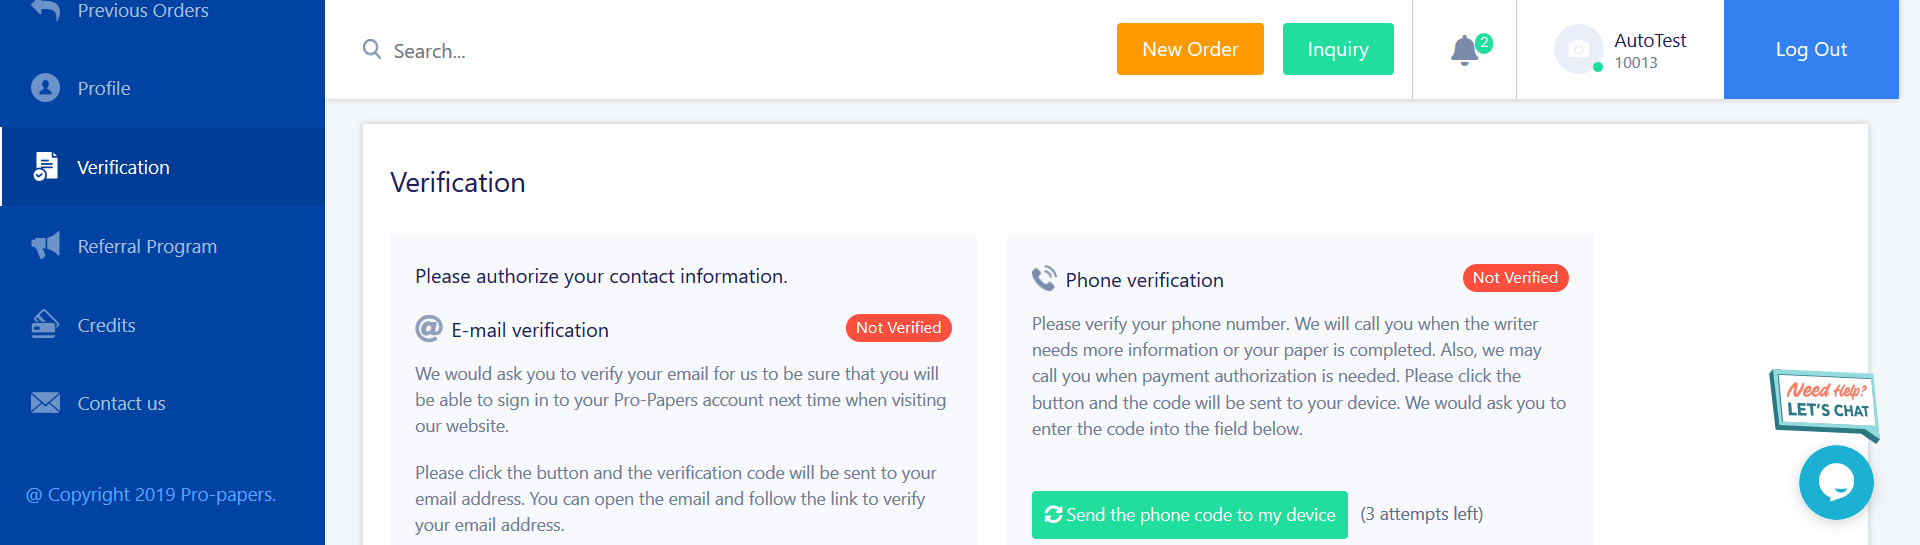 Previous Orders
Profile
Verification
Referral Program
Credits
Contact us
@ Copyright 2019 Pro-papers.
Search...
New Order
Inquiry
2
AutoTest
10013
Log Out
Verification
Please authorize your contact information.
E-mail verification
Not Verified
We would ask you to verify your email for us to be sure that you will
be able to sign in to your Pro-Papers account next time when visiting
our website.
Please click the button and the verification code will be sent to your
email address. You can open the email and follow the link to verify
your email address.
Phone verification
Not Verified
Please verify your phone number. We will call you when the writer
needs more information or your paper is completed. Also, we may
call you when payment authorization is needed. Please click the
button and the code will be sent to your device. We would ask you to
enter the code into the field below.
Send the phone code to my device (3 attempts left)
Need Help?
LET'S CHAT